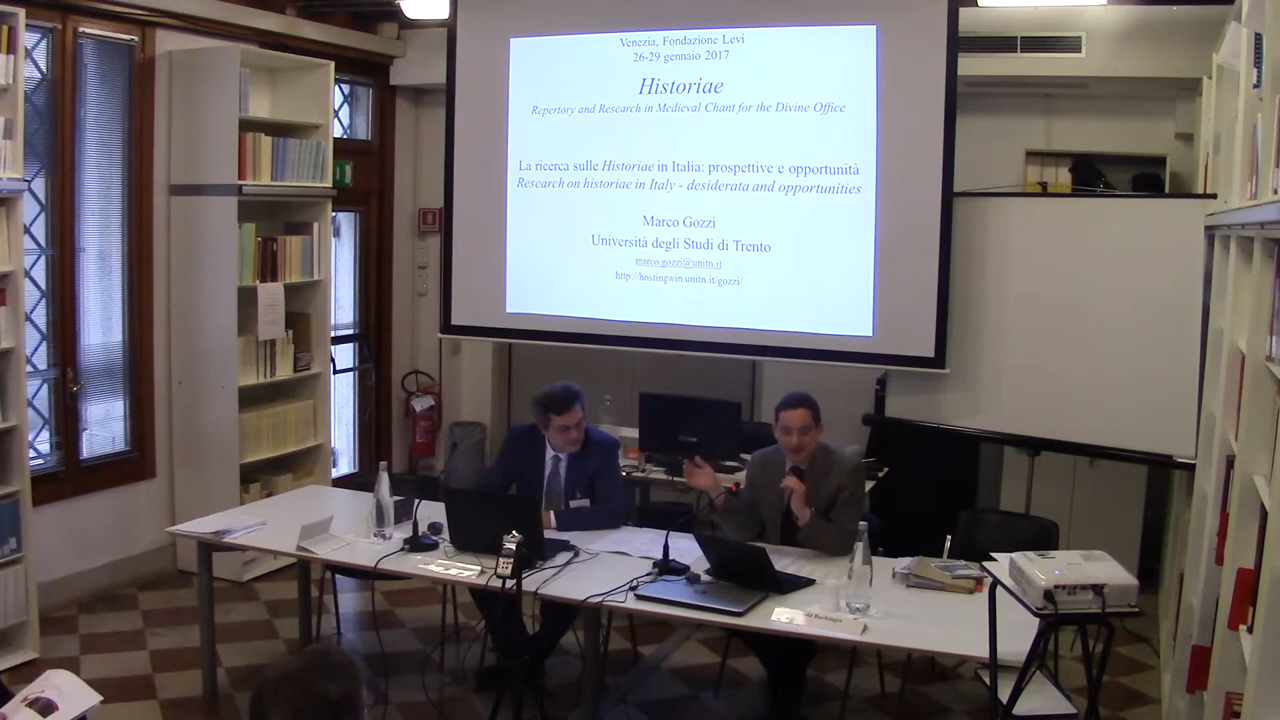 Venezia, Fondazione Levi
26-29 gennaio 2017
Historiae
Repertory and Research in Medieval Chant for the Divine Office
La ricerca sulle Historiae in Italia: prospettive e opportunità
Research on historiae in Italy - desiderata and opportunities
Marco Gozzi
Università degli Studi di Trento
marco.gozzi@unitn.it
http://hostingwin.unitn.it/gozzi/